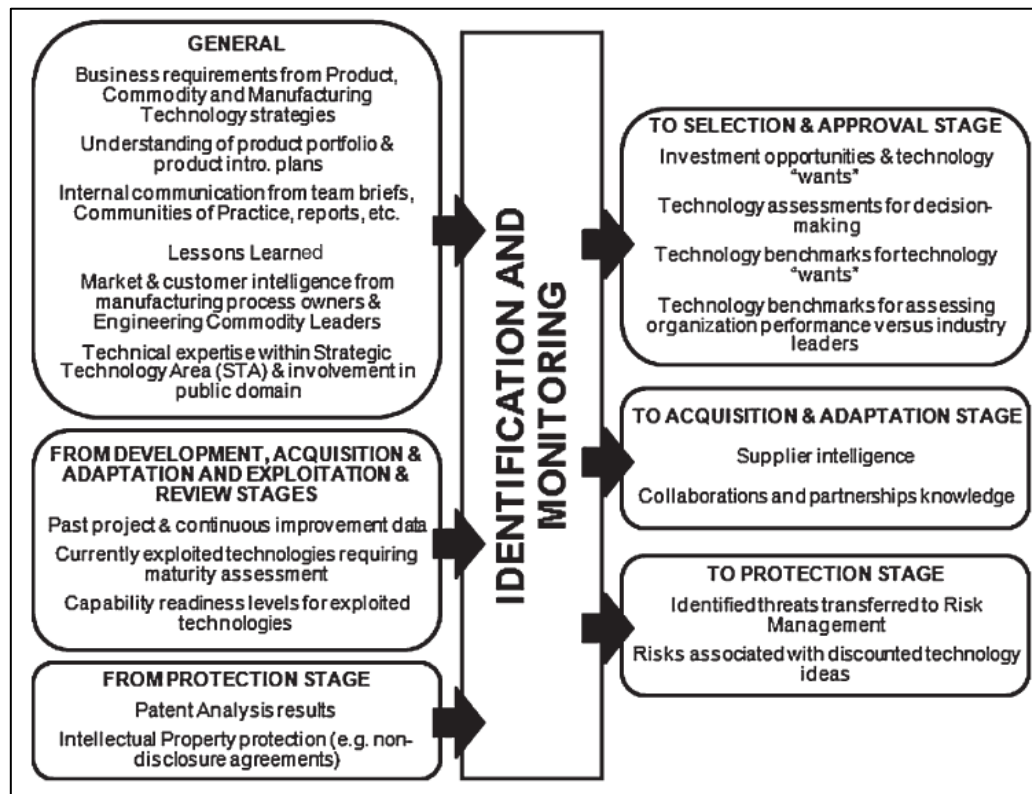 GENERAL
Business requirements from Product,
Commodity and Manufacturing
Technology strategies
Understanding of product portfolio &
product intro. plans
Internal communication from team briefs,
Communities of Practice, reports, etc.
Lessons Learned
Market & customer intelligence from
manufacturing process owners &
Engineering Commodity Leaders
Technical expertise within Strategic
Technology Area (STA) & involvement in
public domain
FROM DEVELOPMENT, ACQUISITION &
ADAPTATION AND EXPLOITATION &
REVIEW STAGES
Past project & continuous improvement data
Currently exploited technologies requiring
maturity assessment
Capability readiness levels for exploited
technologies
FROM PROTECTION STAGE
Patent Analysis results
Intellectual Property protection (e.g. non-
disclosure agreements)
IDENTIFICATION AND
MONITORING
TO SELECTION & APPROVAL STAGE
Investment opportunities & technology
"wants"
Technology assessments for decision-
making
Technology benchmarks for technology
"wants"
Technology benchmarks for assessing
organization performance versus industry
leaders
TO ACQUISITION & ADAPTATION STAGE
Supplier intelligence
Collaborations and partnerships knowledge
TO PROTECTION STAGE
Identified threats transferred to Risk
Management
Risks associated with discounted technology
ideas